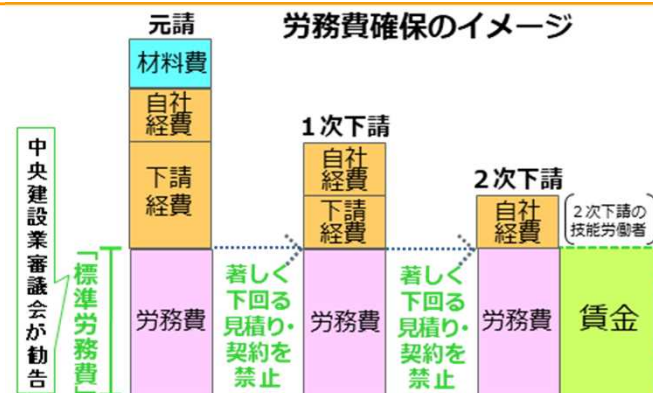 労務費確保のイメージ
元請
材料費
自社
経費
下請
経費
労務費
中央建設業審議会が勧告
「標準労務費」
著しく
下回る
見積り・
契約を
禁止
1次下請
自社
経費
下請
経費
労務費
著しく
下回る
見積り・
契約を
禁止
2次下請
自社
経費
労務費
2次下請の
技能労働者
賃金